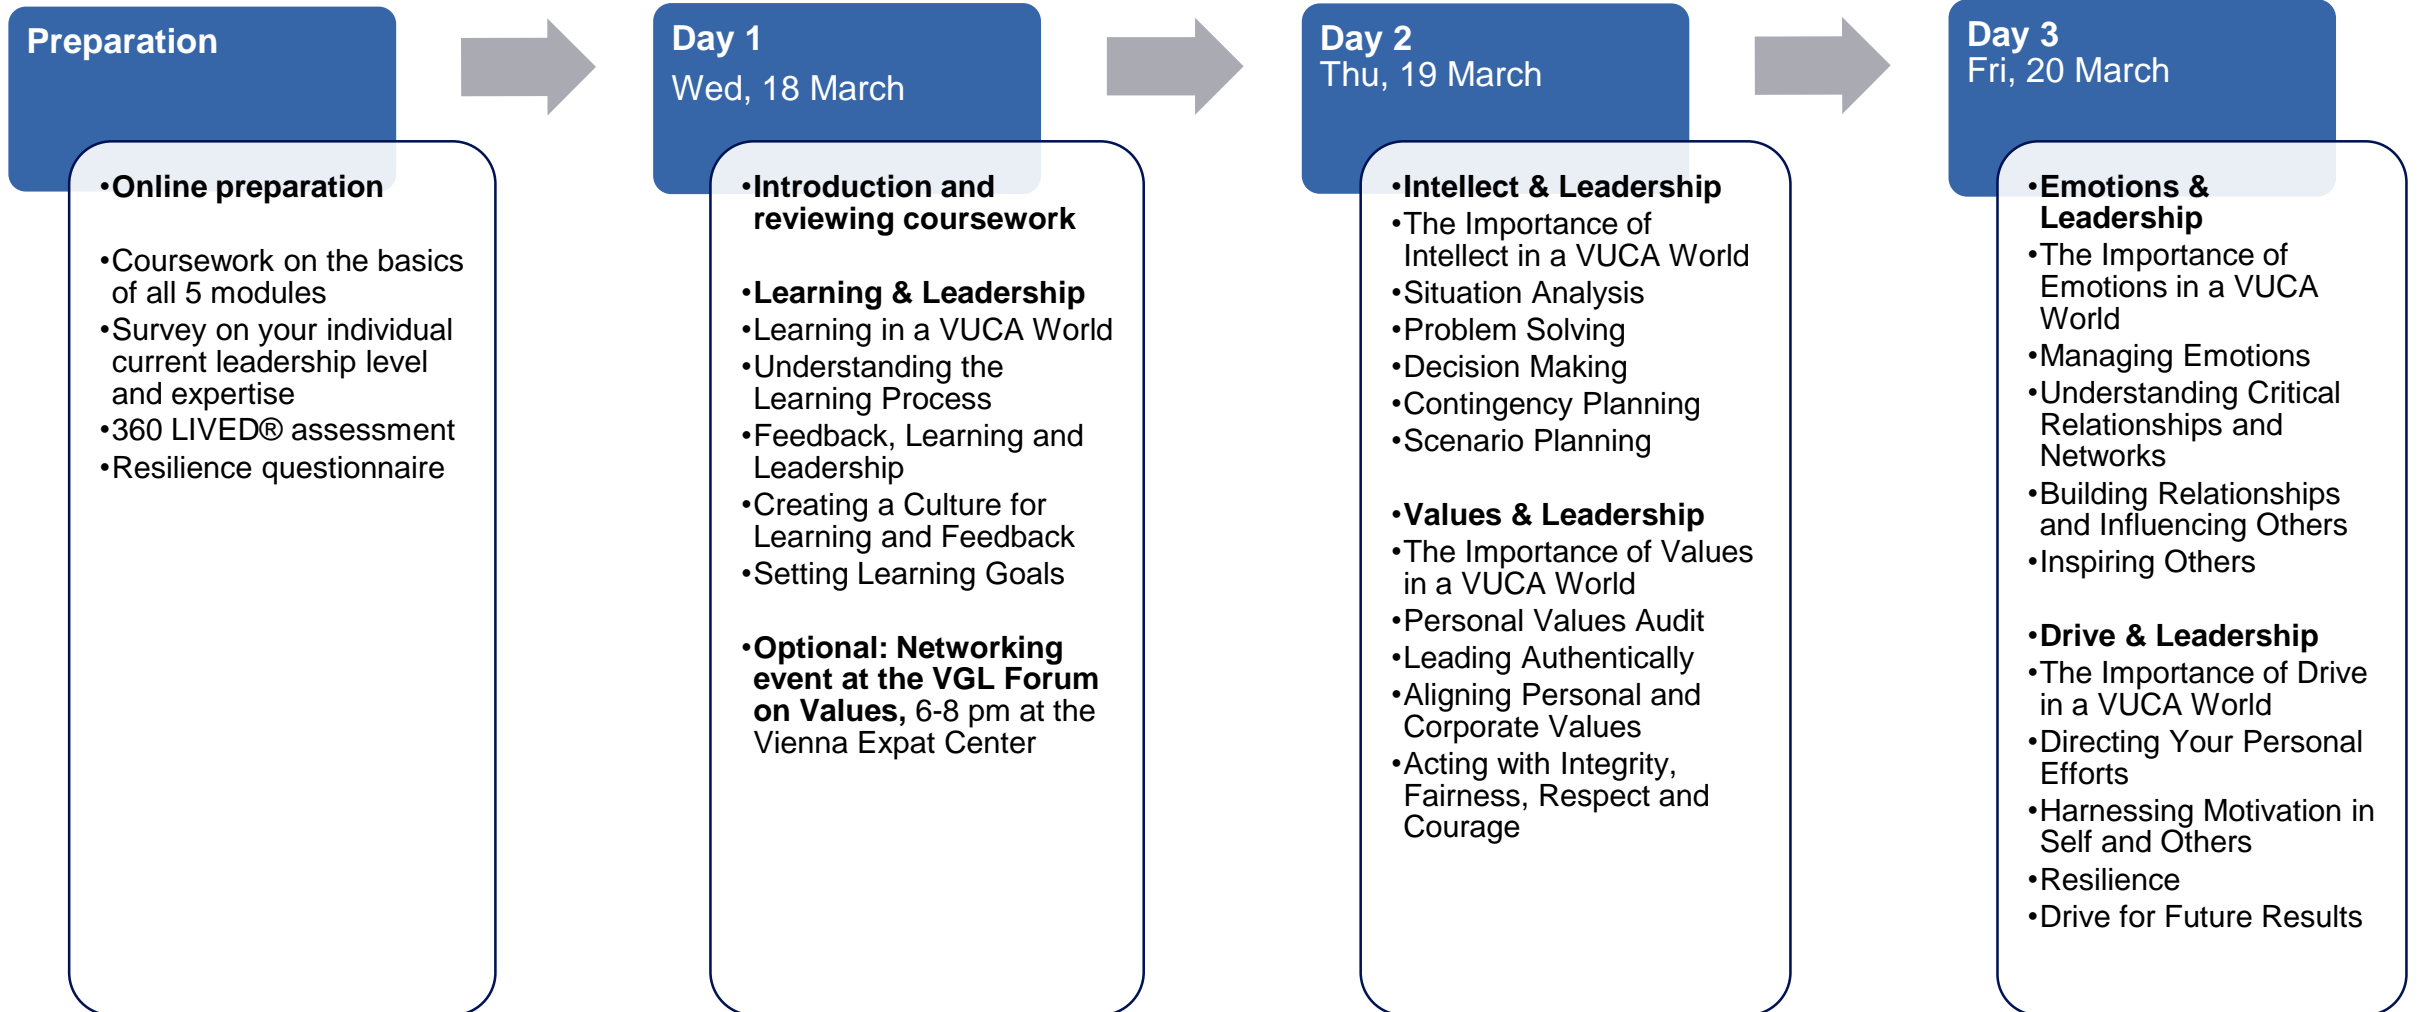 Preparation
•Online preparation
•Coursework on the basics
of all 5 modules
•Survey on your individual
current leadership level
and expertise
•360 LIVED® assessment
•Resilience questionnaire
Day 1
Wed, 18 March
•Introduction and
reviewing coursework
•Learning & Leadership
•Learning in a VUCA World
•Understanding the
Learning Process
•Feedback, Learning and
Leadership
•Creating a Culture for
Learning and Feedback
•Setting Learning Goals
•Optional: Networking
event at the VGL Forum
on Values, 6-8 pm at the
Vienna Expat Center
Day 2
Thu, 19 March
•Intellect & Leadership
•The Importance of
Intellect in a VUCA World
•Situation Analysis
•Problem Solving
•Decision Making
•Contingency Planning
•Scenario Planning
•Values & Leadership
•The Importance of Values
in a VUCA World
•Personal Values Audit
•Leading Authentically
•Aligning Personal and
Corporate Values
•Acting with Integrity,
Fairness, Respect and
Courage
Day 3
Fri, 20 March
•Emotions &
Leadership
•The Importance of
Emotions in a VUCA
World
•Managing Emotions
•Understanding Critical
Relationships and
Networks
•Building Relationships
and Influencing Others
•Inspiring Others
•Drive & Leadership
•The Importance of Drive
in a VUCA World
•Directing Your Personal
Efforts
•Harnessing Motivation in
Self and Others
•Resilience
•Drive for Future Results